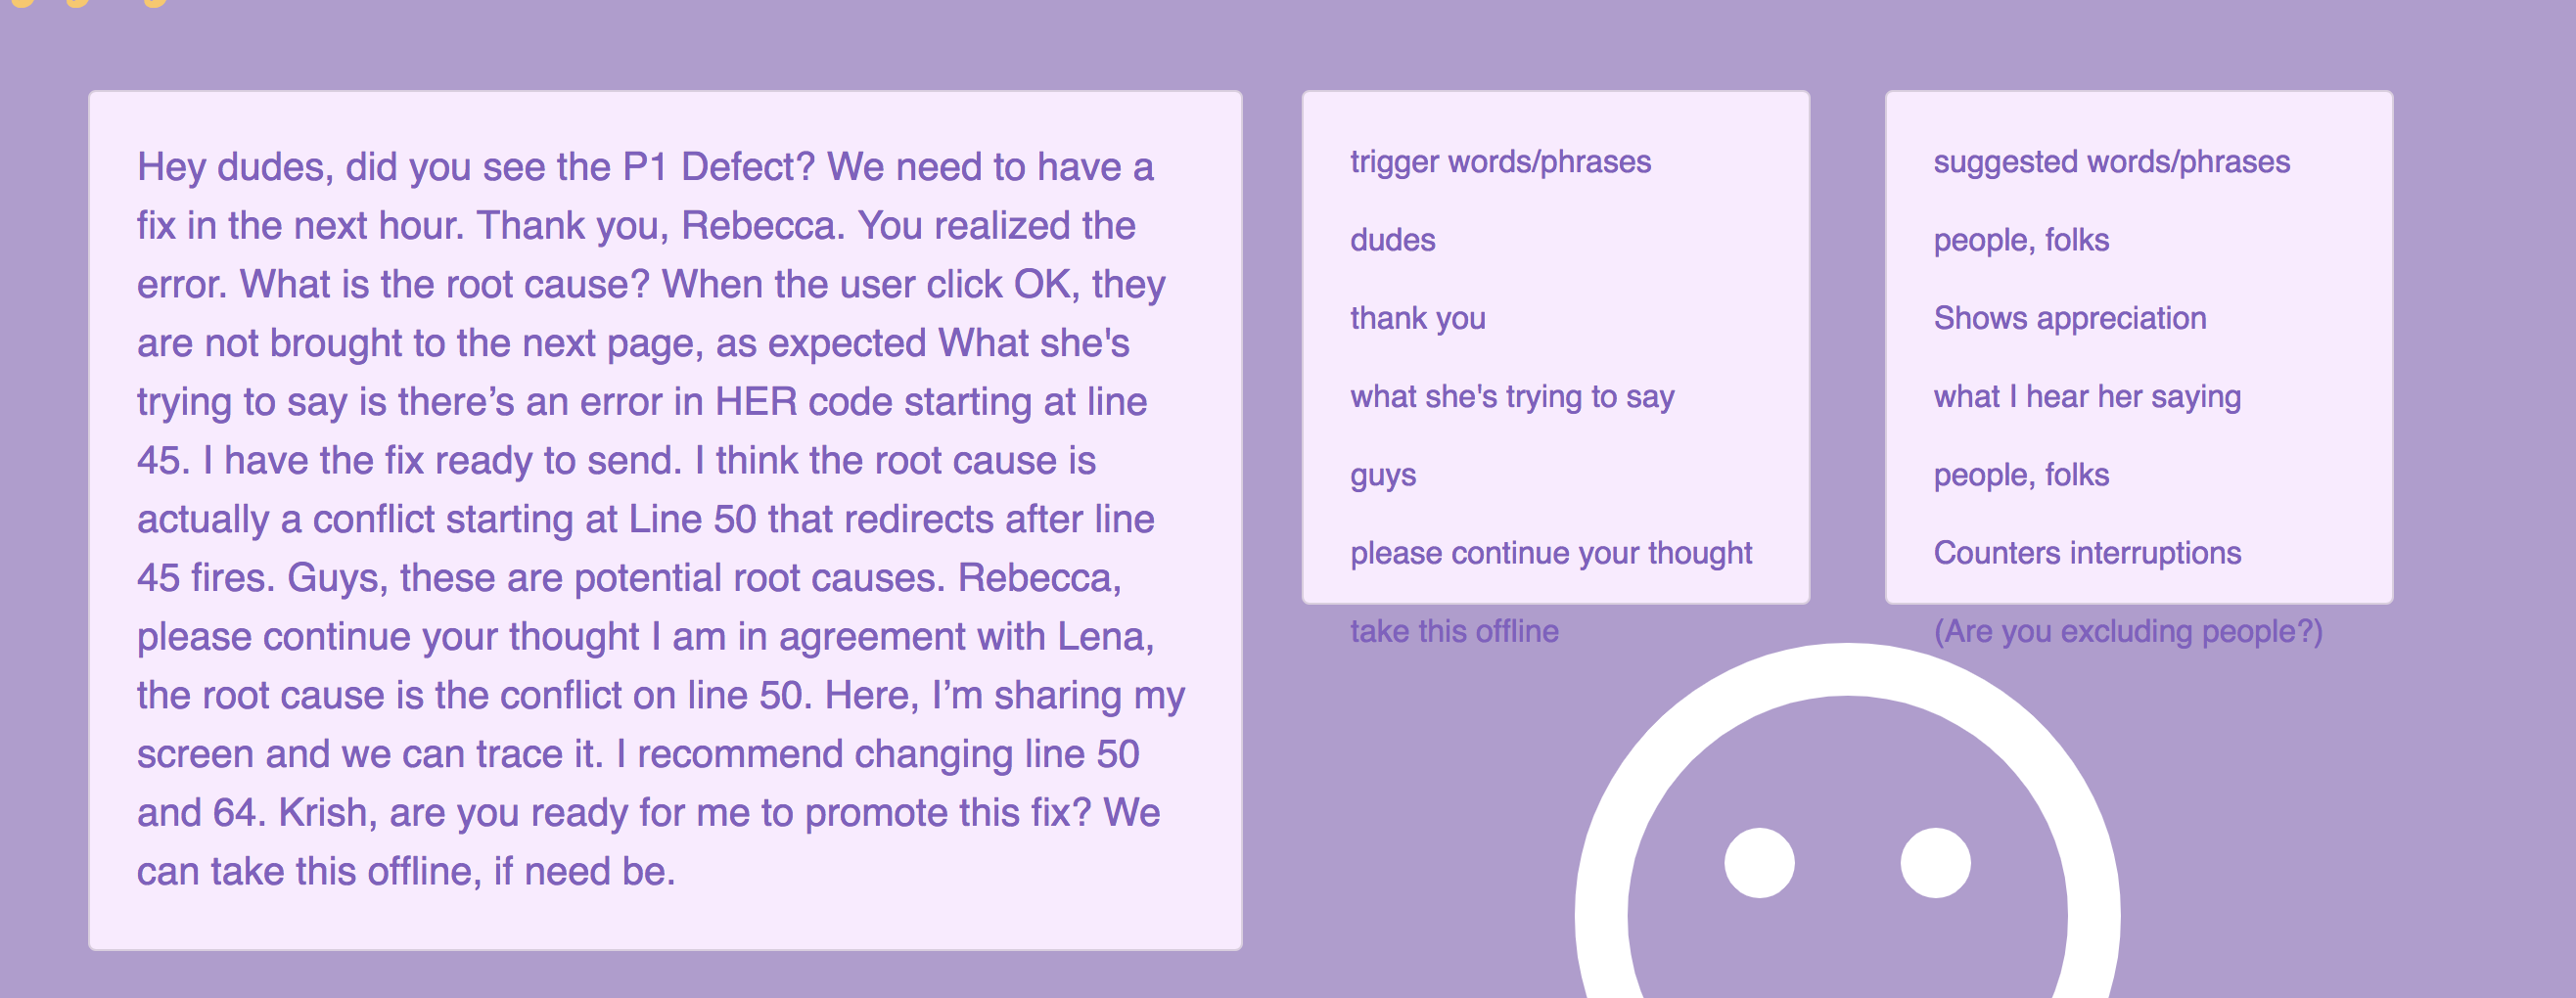 Hey dudes, did you see the P1 Defect? We need to have a
fix in the next hour. Thank you, Rebecca. You realized the
error. What is the root cause? When the user click OK, they
are not brought to the next page, as expected What she's
trying to say is there’s an error in HER code starting at line
45. I have the fix ready to send. I think the root cause is
actually a conflict starting at Line 50 that redirects after line
45 fires. Guys, these are potential root causes. Rebecca,
please continue your thought I am in agreement with Lena,
the root cause is the conflict on line 50. Here, I’m sharing my
screen and we can trace it. I recommend changing line 50
and 64. Krish, are you ready for me to promote this fix? We
can take this offline, if need be.
trigger words/phrases
dudes
thank you
what she's trying to say
guys
please continue your thought
take this offline
suggested words/phrases
people, folks
Shows appreciation
what I hear her saying
people, folks
Counters interruptions
(Are you excluding people?)